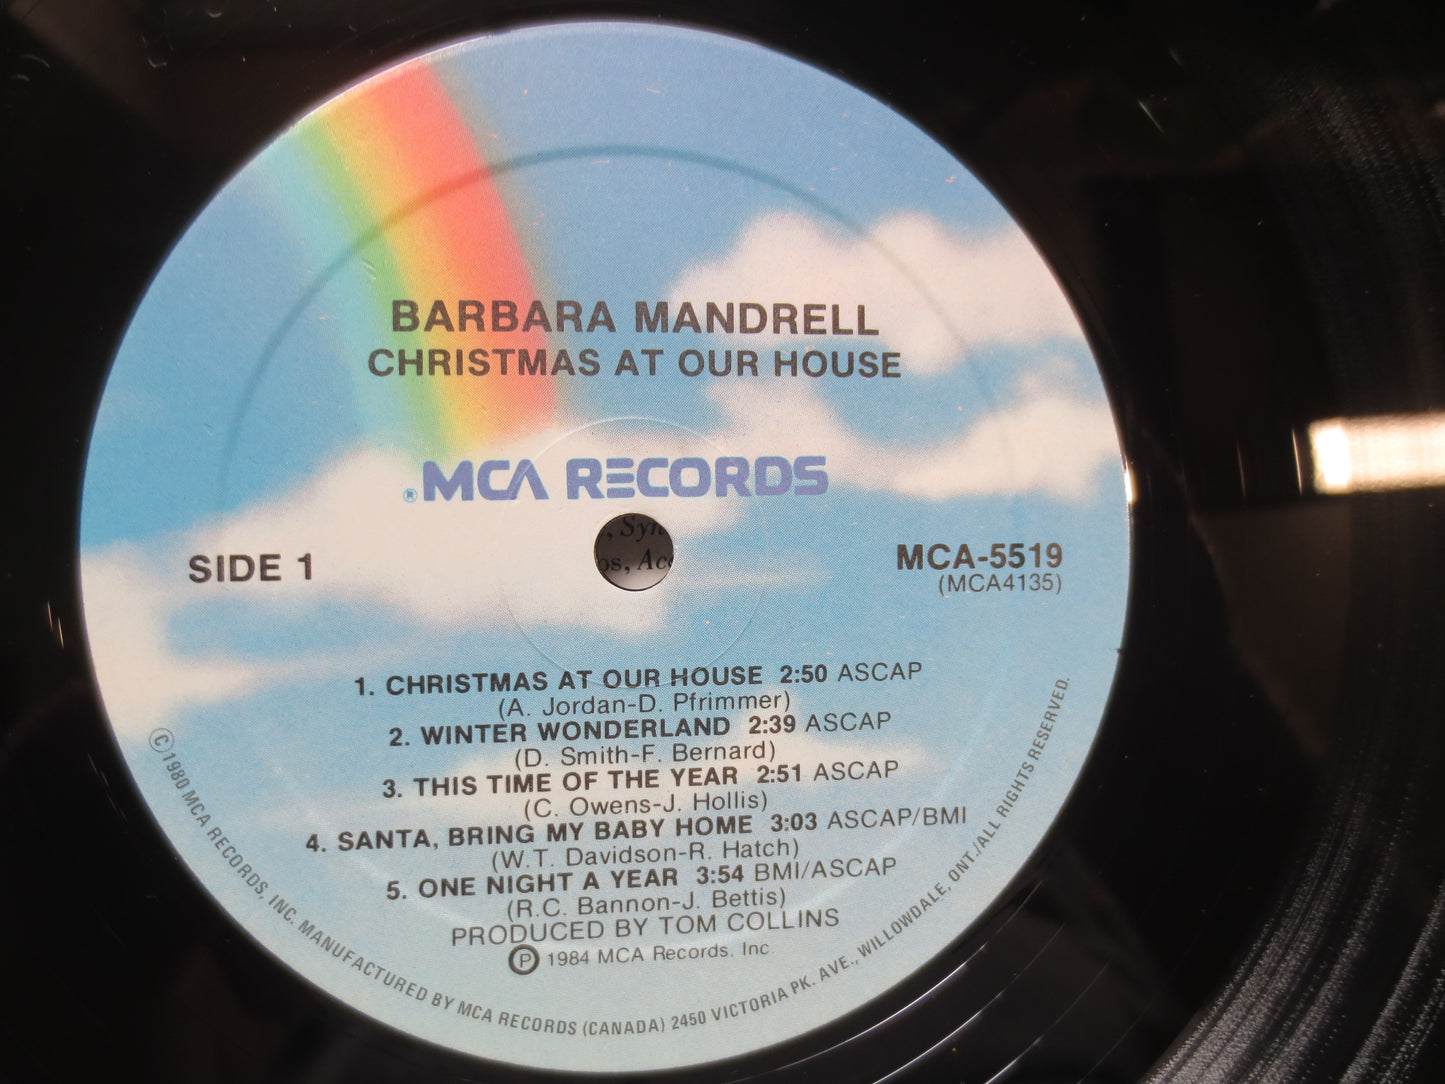 BARBARA MANDRELL
CHRISTMAS AT OUR HOUSE
®MCA RECORDS
, Syn
os, Acc
SIDE 1
MCA-5519
(MCA4135)
1. CHRISTMAS AT OUR HOUSE 2:50 ASCAP
(A. Jordan-D. Pfrimmer)
2. WINTER WONDERLAND 2:39 ASCAP
(D. Smith-F. Bernard)
3. THIS TIME OF THE YEAR 2:51 ASCAP
(C. Owens-J. Hollis)
4. SANTA, BRING MY BABY HOME 3:03 ASCAP/BMI
(W.T. Davidson-R. Hatch)
5. ONE NIGHT A YEAR 3:54 BMI/ASCAP
(R.C. Bannon-J. Bettis)
PRODUCED BY TOM COLLINS
Ⓟ 1984 MCA Records, Inc.
©1980 MCA RECORDS, INC. MANUFACTURED BY MCA RECORDS (CANADA) 2450 VICTORIA PK. AVE., WILLOWDALE, ONT./ALL RIGHTS RESERVED.